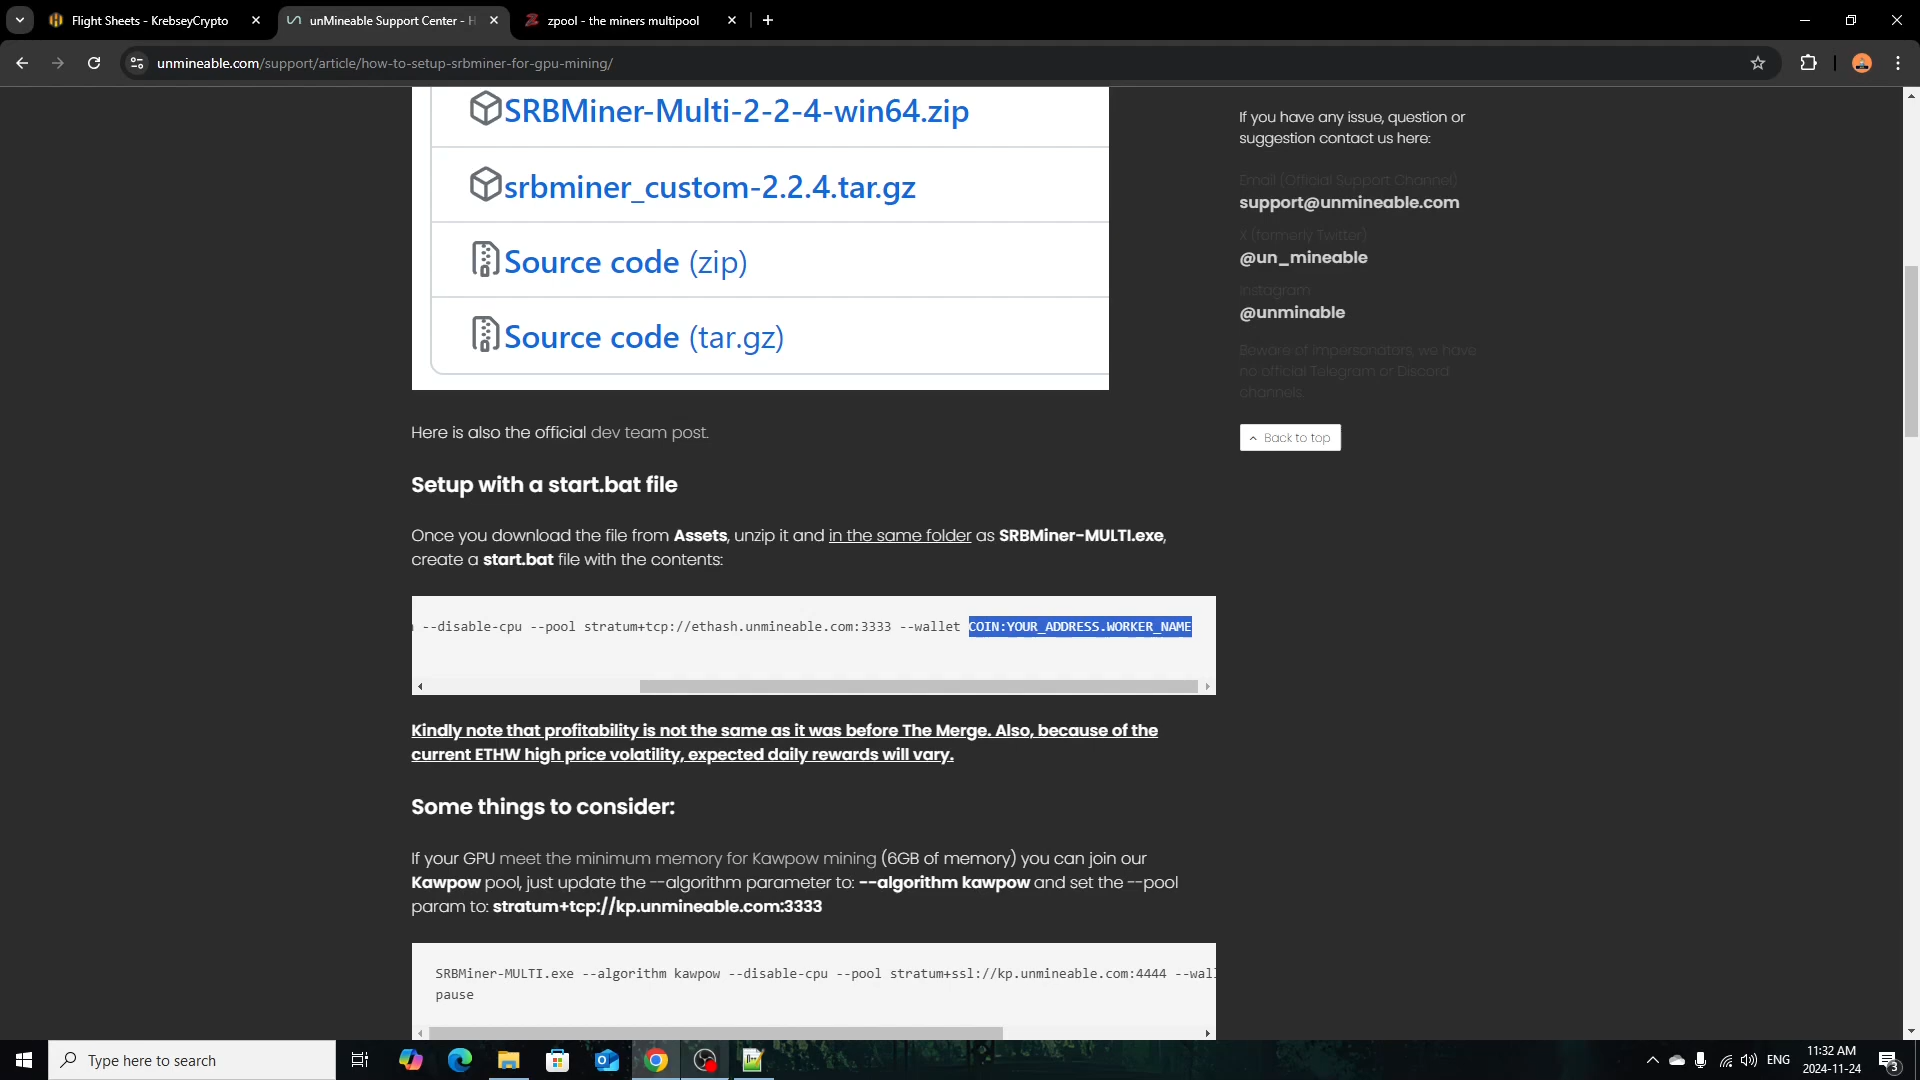 Flight Sheets - KrebseyCrypto
unMineable Support Center - H
zpool - the miners multipool
unmineable.com/support/article/how-to-setup-srbminer-for-gpu-mining/
SRBMiner-Multi-2-2-4-win64.zip
srbminer_custom-2.2.4.tar.gz
Source code (zip)
Source code (tar.gz)
Here is also the official dev team post.
Setup with a start.bat file
Once you download the file from Assets, unzip it and in the same folder as SRBMiner-MULTI.exe,
create a start.bat file with the contents:
--disable-cpu --pool stratum+tcp://ethash.unmineable.com:3333 --wallet COIN:YOUR_ADDRESS.WORKER_NAME
Kindly note that profitability is not the same as it was before The Merge. Also, because of the
current ETHW high price volatility, expected daily rewards will vary.
Some things to consider:
If your GPU meet the minimum memory for Kawpow mining (6GB of memory) you can join our
Kawpow pool, just update the --algorithm parameter to: --algorithm kawpow and set the --pool
param to: stratum+tcp://kp.unmineable.com:3333
SRBMiner-MULTI.exe --algorithm kawpow --disable-cpu --pool stratum+ssl://kp.unmineable.com:4444 --wall
pause
If you have any issue, question or
suggestion contact us here:
Email (Official Support Channel)
support@unmineable.com
X (formerly Twitter)
@un_mineable
Instagram
@unminable
Beware of impersonators, we have
no official Telegram or Discord
channels.
Back to top
Type here to search
ENG
11:32 AM
2024-11-24
3